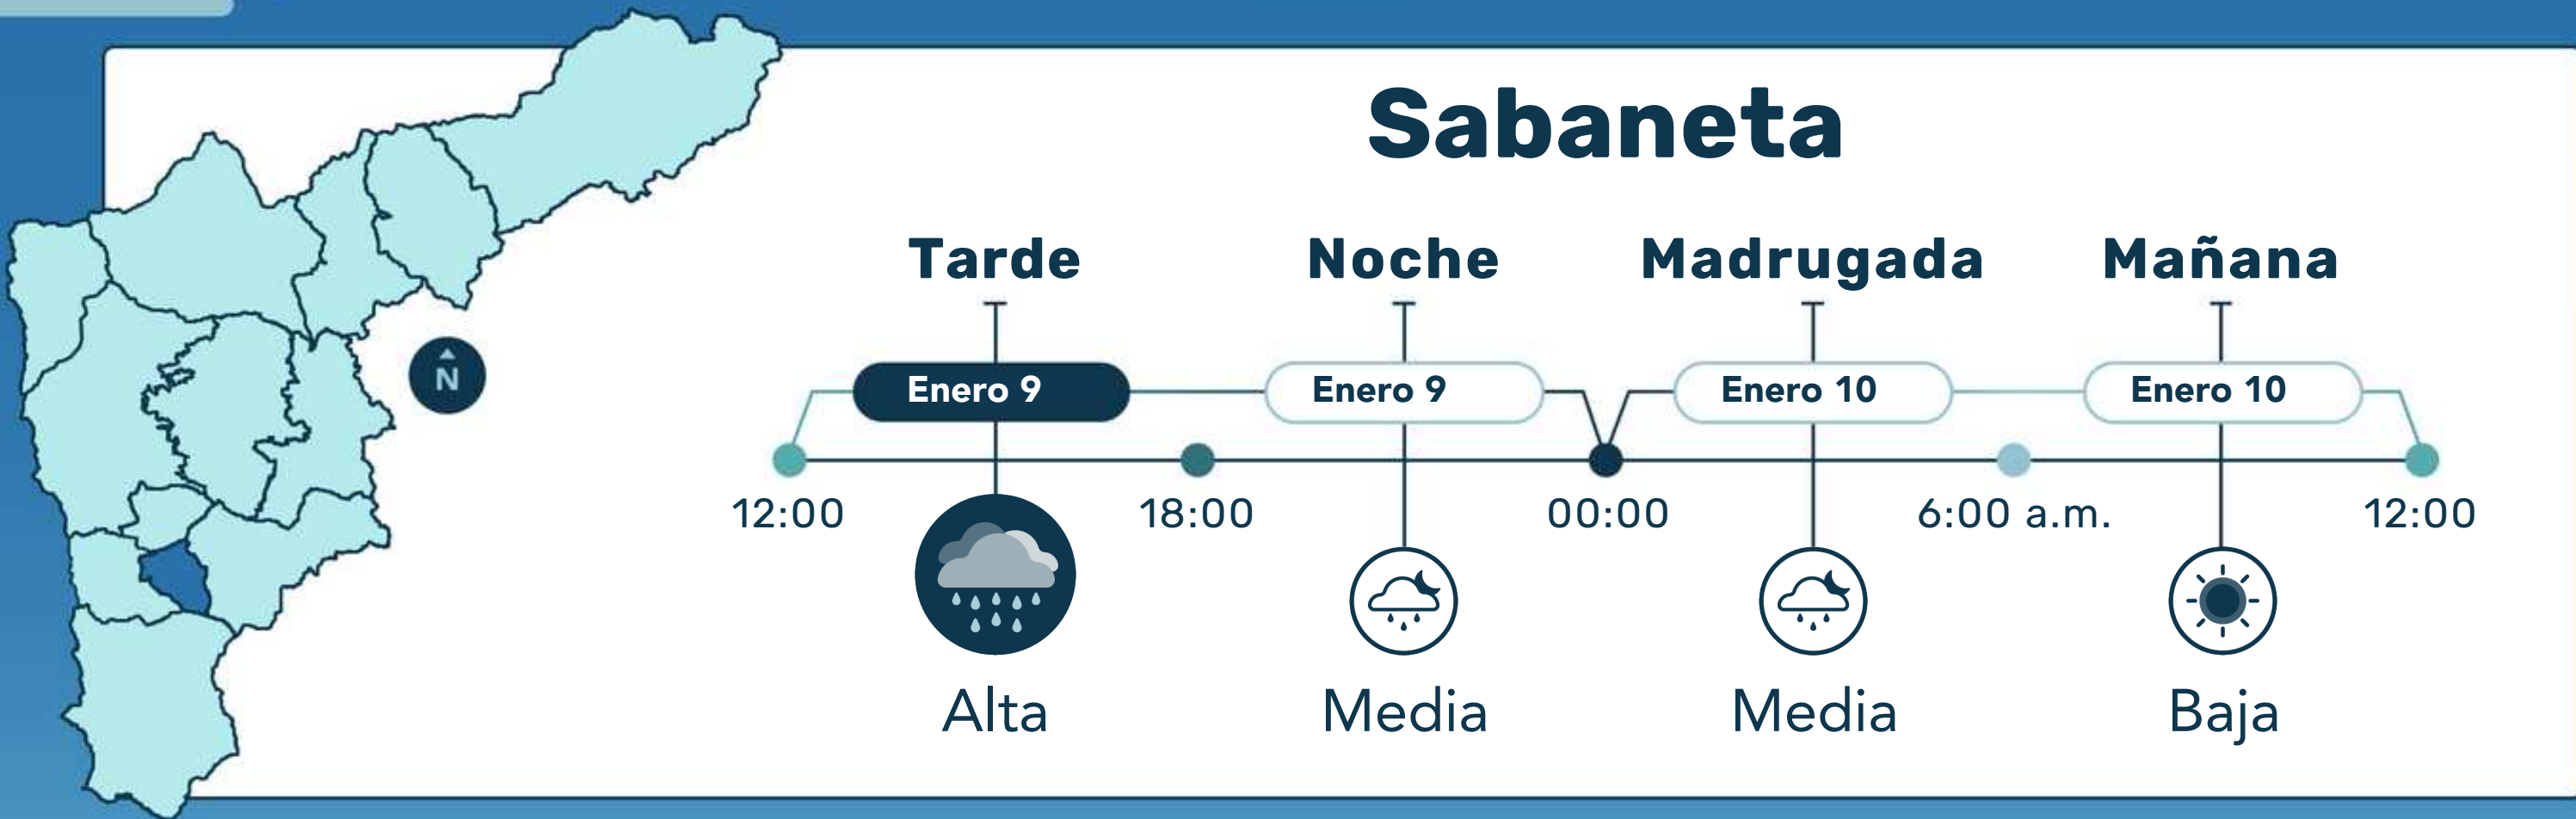 Sabaneta
Tarde Noche Madrugada Mañana
N
Enero 9 Enero 9 Enero 10 Enero 10
12:00 18:00 00:00 6:00 a.m. 12:00
Alta Media Media Baja